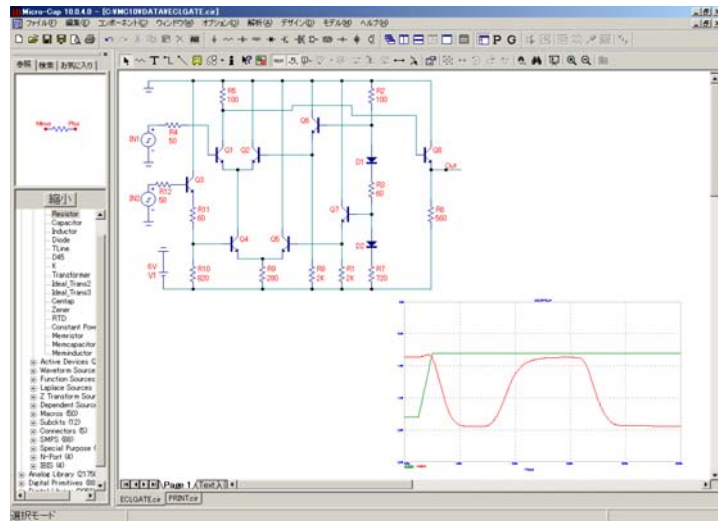 Micro-Cap 10.0.4.0 - [C:¥MC10¥DATA¥ECLGATE.cir]
ファイル(F) 編集(E) コンポーネント(C) ウィンドウ(W) オプション(O) 解析(A) デザイン(D) モデル(M) ヘルプ(H)
T P G
参照 検索 お気に入り
Minus Plus
縮小
Resistor
Capacitor
Inductor
Diode
TLine
D45
K
Transformer
Ideal_Trans2
Ideal_Trans3
Centap
Zener
RTD
Constant Pow
Memristor
Memcapacitor
Meminductor
Active Devices
Waveform Source
Function Sources
Laplace Sources
Z Transform Sour
Dependent Sourc
Macros (50)
Subckts (12)
Connectors (5)
SMPS (88)
Special Purpose (
N-Port (4)
IBIS (4)
Analog Library
Digital Primitives
R5
100
R2
100
Q6
IN1
R4
50
Q1
Q2
D1
Q8
Out
IN0
R12
50
Q3
R3
60
R11
60
Q7
R6
560
Q4
Q5
D2
6V
V1
R10
820
R9
280
R8
2K
R1
2K
R7
720
Page 1
Text
ECLGATE.cir PRINT.cir
選択モード